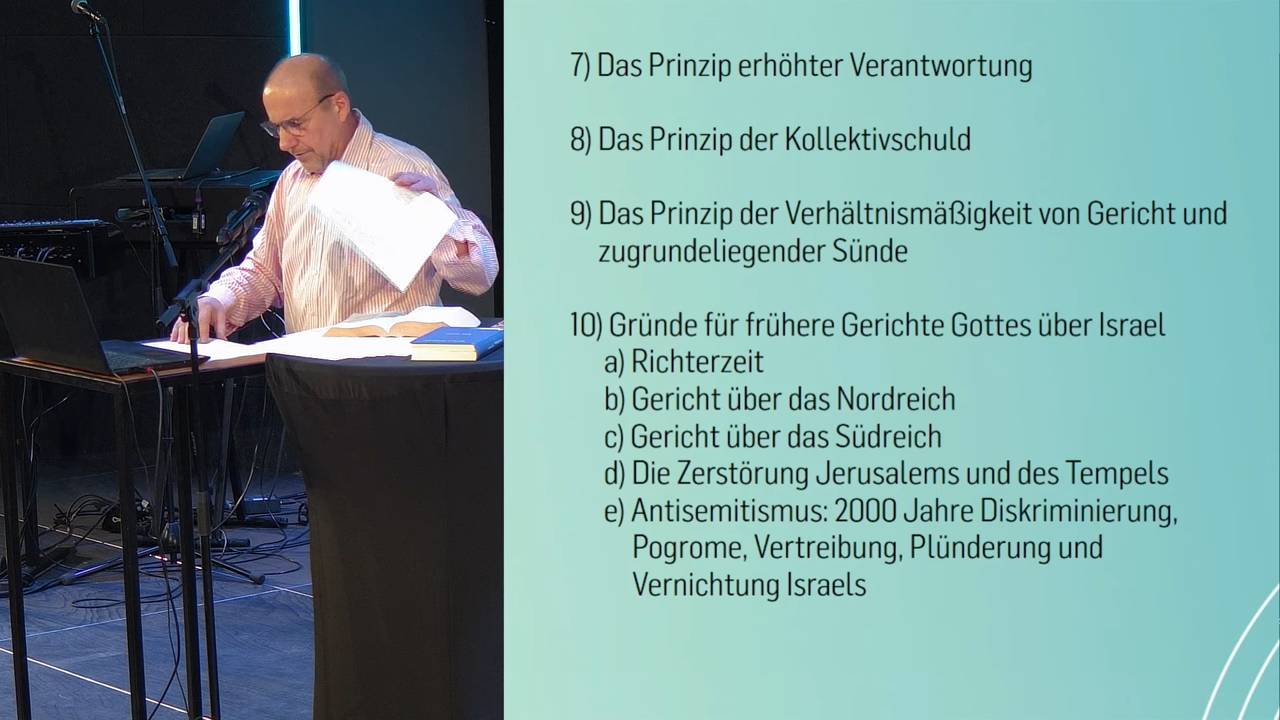 7) Das Prinzip erhöhter Verantwortung
8) Das Prinzip der Kollektivschuld
9) Das Prinzip der Verhältnismäßigkeit von Gericht und
zugrundeliegender Sünde
10) Gründe für frühere Gerichte Gottes über Israel
a) Richterzeit
b) Gericht über das Nordreich
c) Gericht über das Südreich
d) Die Zerstörung Jerusalems und des Tempels
e) Antisemitismus: 2000 Jahre Diskriminierung,
Pogrome, Vertreibung, Plünderung und
Vernichtung Israels